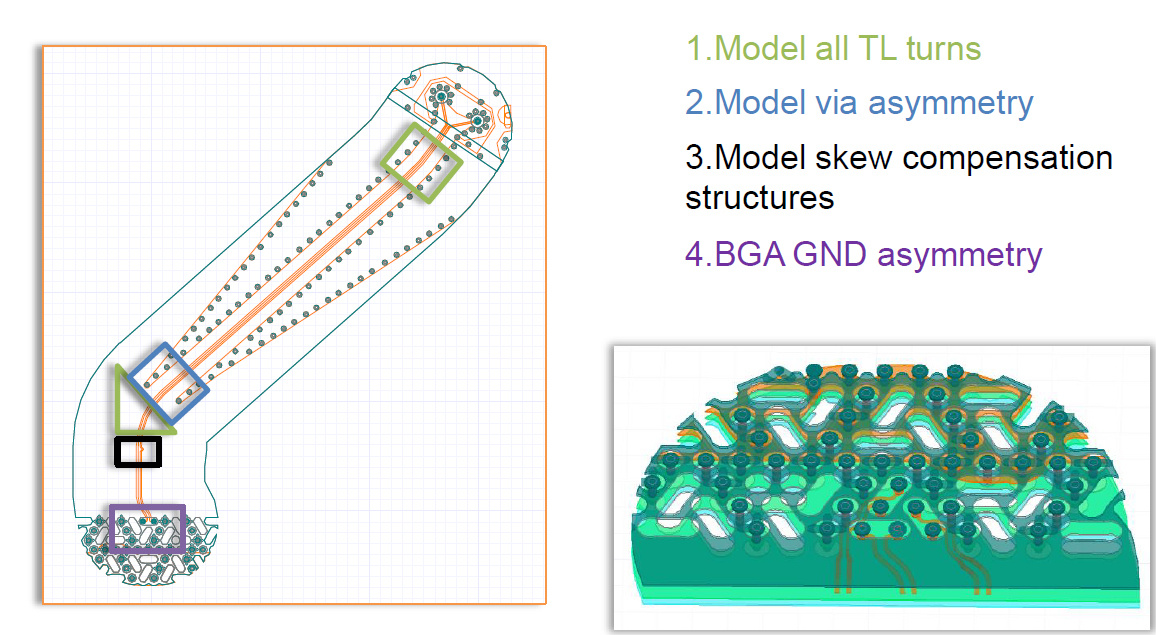 1.Model all TL turns
2.Model via asymmetry
3.Model skew compensation
structures
4.BGA GND asymmetry